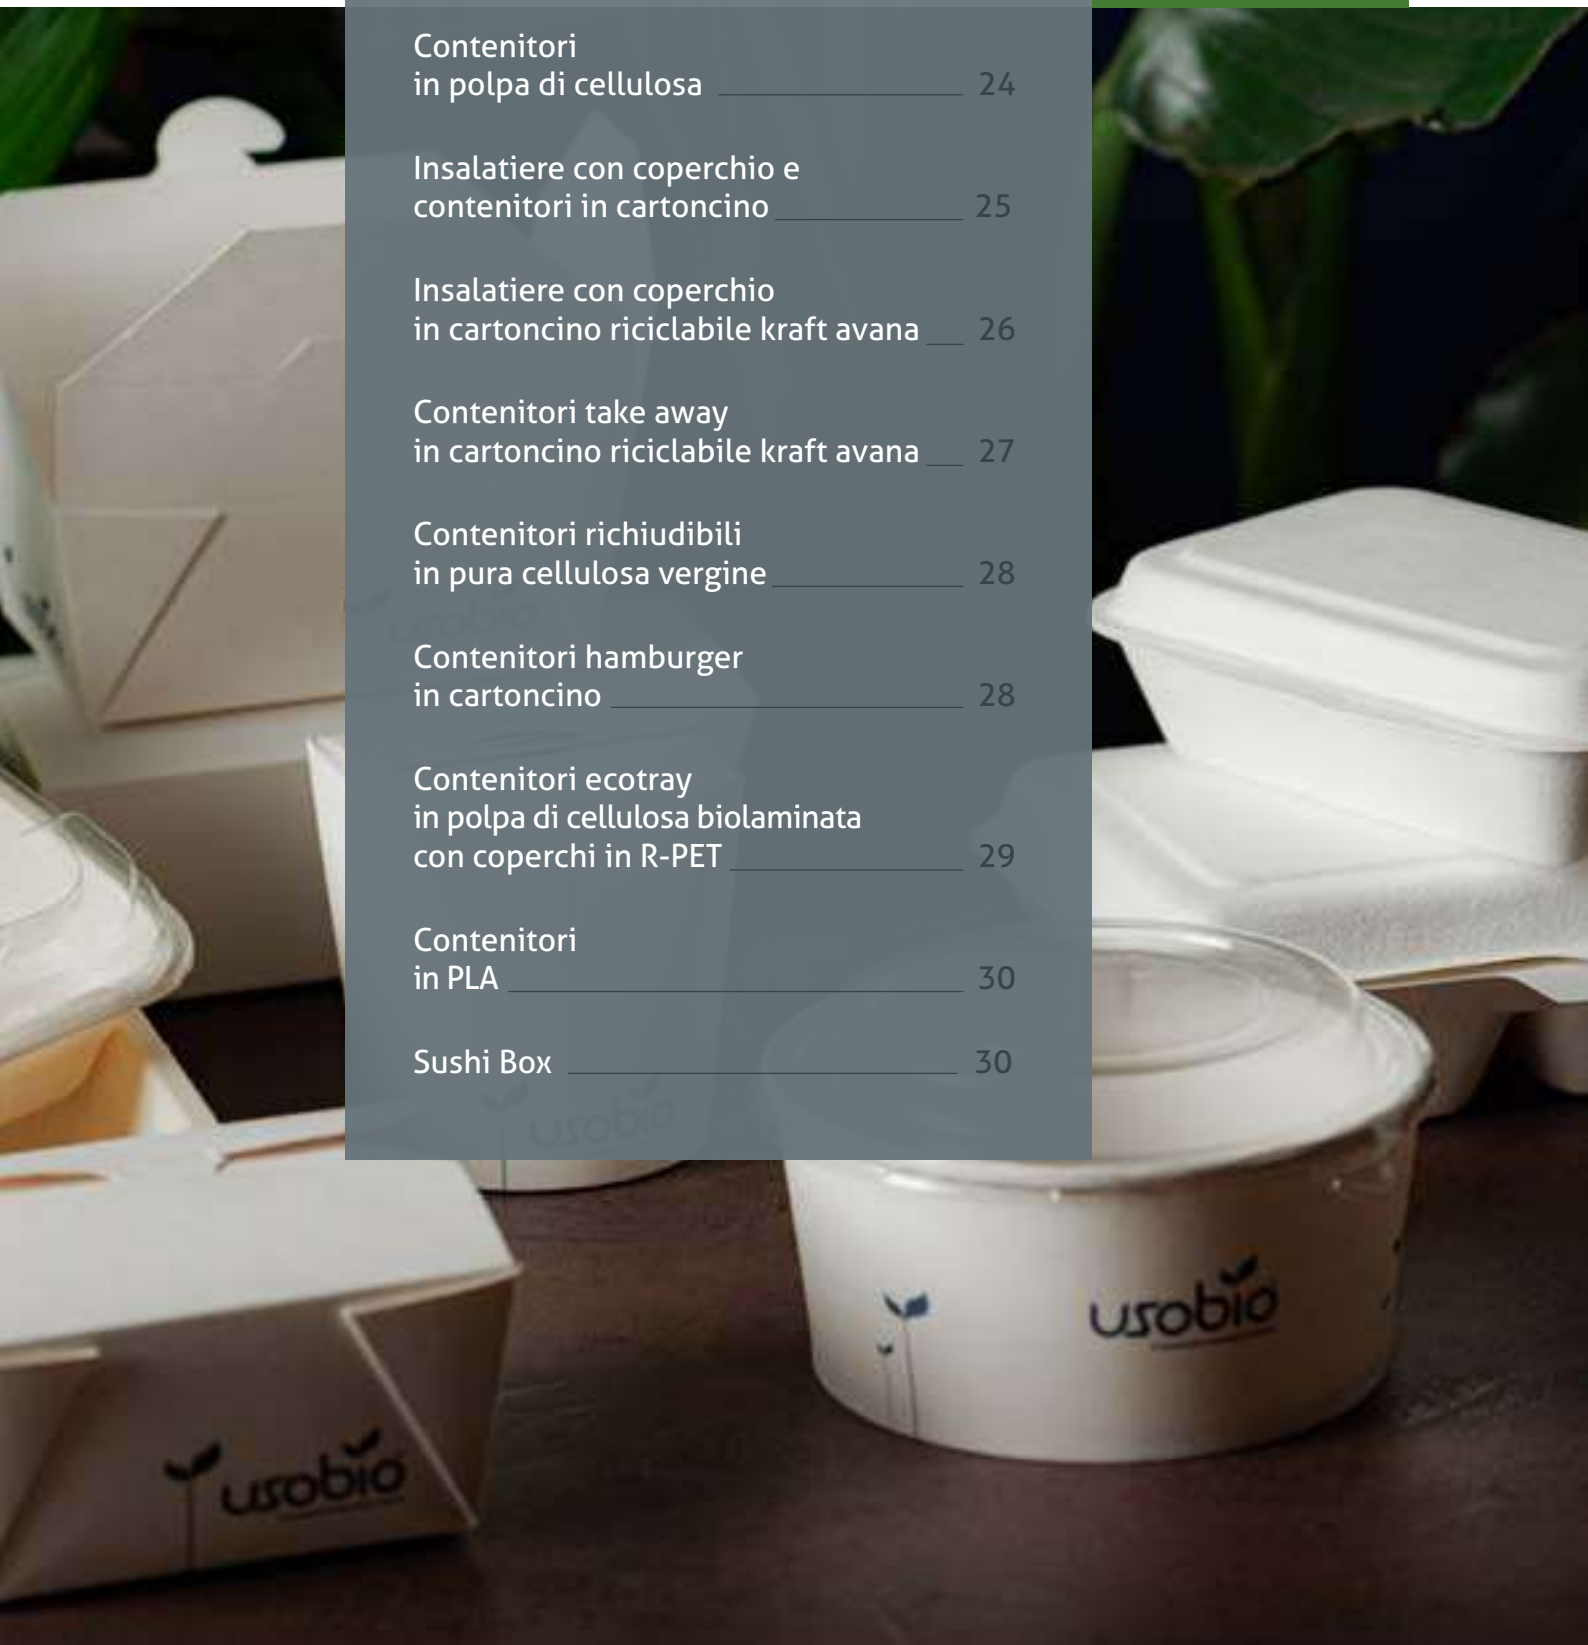 Contenitori
in polpa di cellulosa 24
Insalatiere con coperchio e
contenitori in cartoncino 25
Insalatiere con coperchio
in cartoncino riciclabile kraft avana 26
Contenitori take away
in cartoncino riciclabile kraft avana 27
Contenitori richiudibili
in pura cellulosa vergine 28
Contenitori hamburger
in cartoncino 28
Contenitori ecotray
in polpa di cellulosa biolaminata
con coperchi in R-PET 29
Contenitori
in PLA 30
Sushi Box 30
usobio
usobio
usobio
usobio